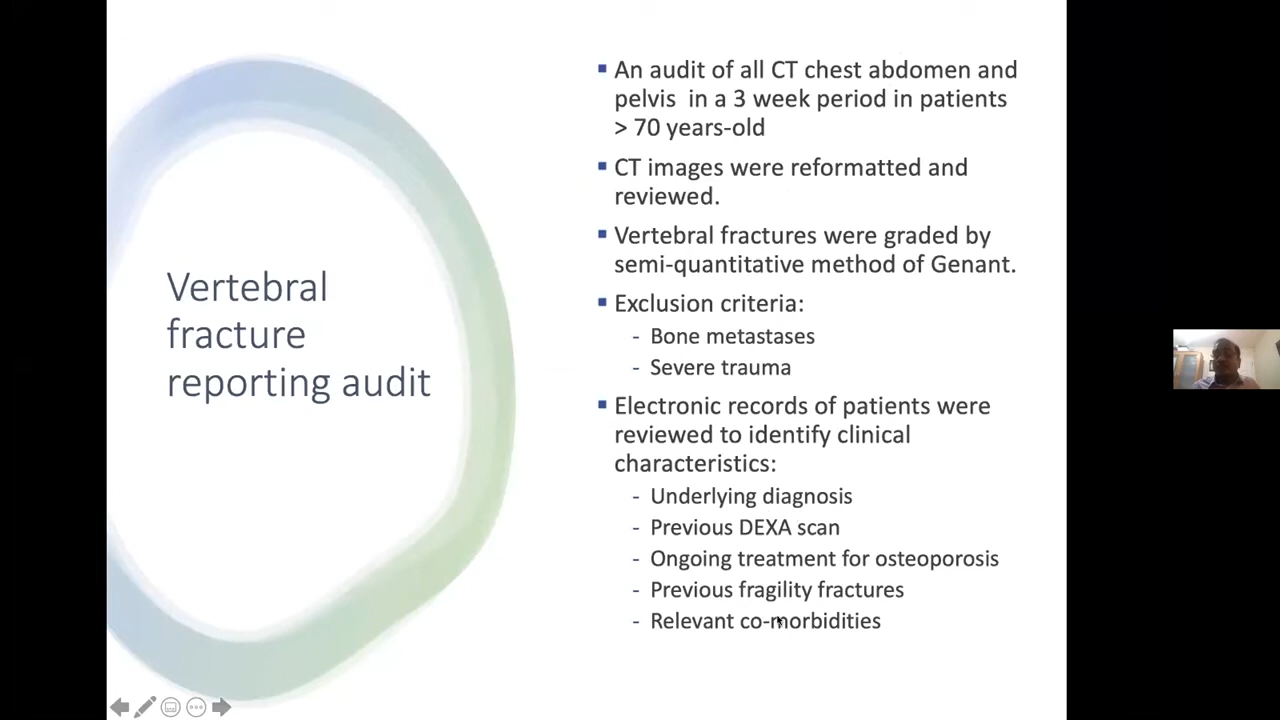 Vertebral
fracture
reporting audit
▪ An audit of all CT chest abdomen and
pelvis in a 3 week period in patients
> 70 years-old
▪ CT images were reformatted and
reviewed.
▪ Vertebral fractures were graded by
semi-quantitative method of Genant.
▪ Exclusion criteria:
- Bone metastases
- Severe trauma
▪ Electronic records of patients were
reviewed to identify clinical
characteristics:
- Underlying diagnosis
- Previous DEXA scan
- Ongoing treatment for osteoporosis
- Previous fragility fractures
- Relevant co-morbidities